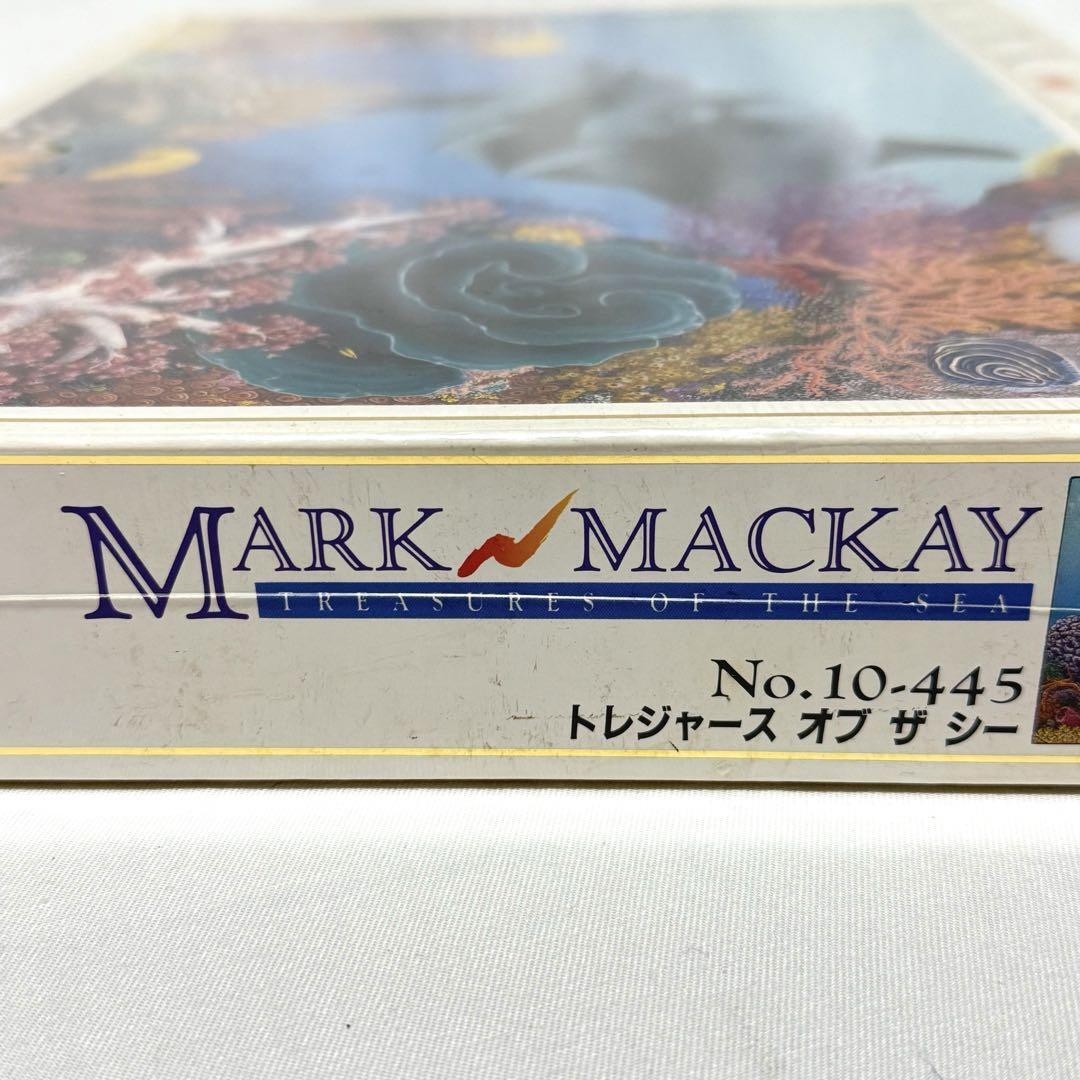 MARK MACKAY
TREASURES OF THE SEA
No.10-445
トレジャース オブ ザ シー